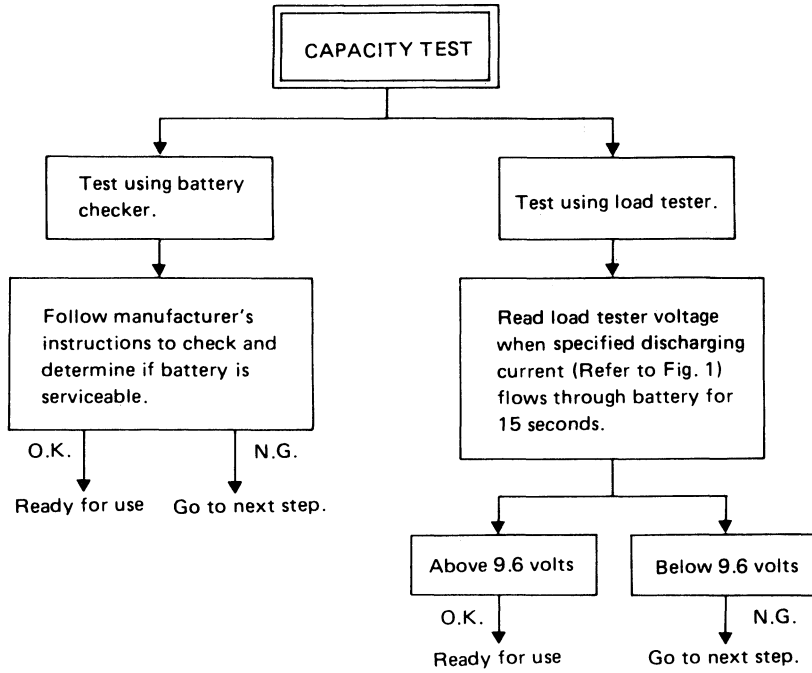 CAPACITY TEST
Test using battery
checker.
Follow manufacturer's
instructions to check and
determine if battery is
serviceable.
O.K.
N.G.
Ready for use
Go to next step.
Test using load tester.
Read load tester voltage
when specified discharging
current (Refer to Fig. 1)
flows through battery for
15 seconds.
Above 9.6 volts
Below 9.6 volts
O.K.
N.G.
Ready for use
Go to next step.